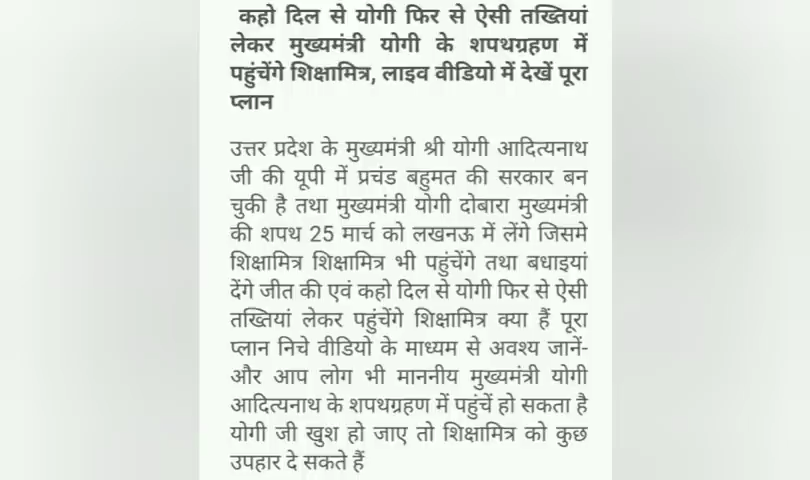 कहो दिल से योगी फिर से ऐसी तख्तियां
लेकर मुख्यमंत्री योगी के शपथग्रहण में
पहुंचेंगे शिक्षामित्र, लाइव वीडियो में देखें पूरा
प्लान
उत्तर प्रदेश के मुख्यमंत्री श्री योगी आदित्यनाथ
जी की यूपी में प्रचंड बहुमत की सरकार बन
चुकी है तथा मुख्यमंत्री योगी दोबारा मुख्यमंत्री
की शपथ 25 मार्च को लखनऊ में लेंगे जिसमे
शिक्षामित्र शिक्षामित्र भी पहुंचेंगे तथा बधाइयां
देंगे जीत की एवं कहो दिल से योगी फिर से ऐसी
तख्तियां लेकर पहुंचेंगे शिक्षामित्र क्या हैं पूरा
प्लान निचे वीडियो के माध्यम से अवश्य जानें-
और आप लोग भी माननीय मुख्यमंत्री योगी
आदित्यनाथ के शपथग्रहण में पहुंचें हो सकता है
योगी जी खुश हो जाए तो शिक्षामित्र को कुछ
उपहार दे सकते हैं